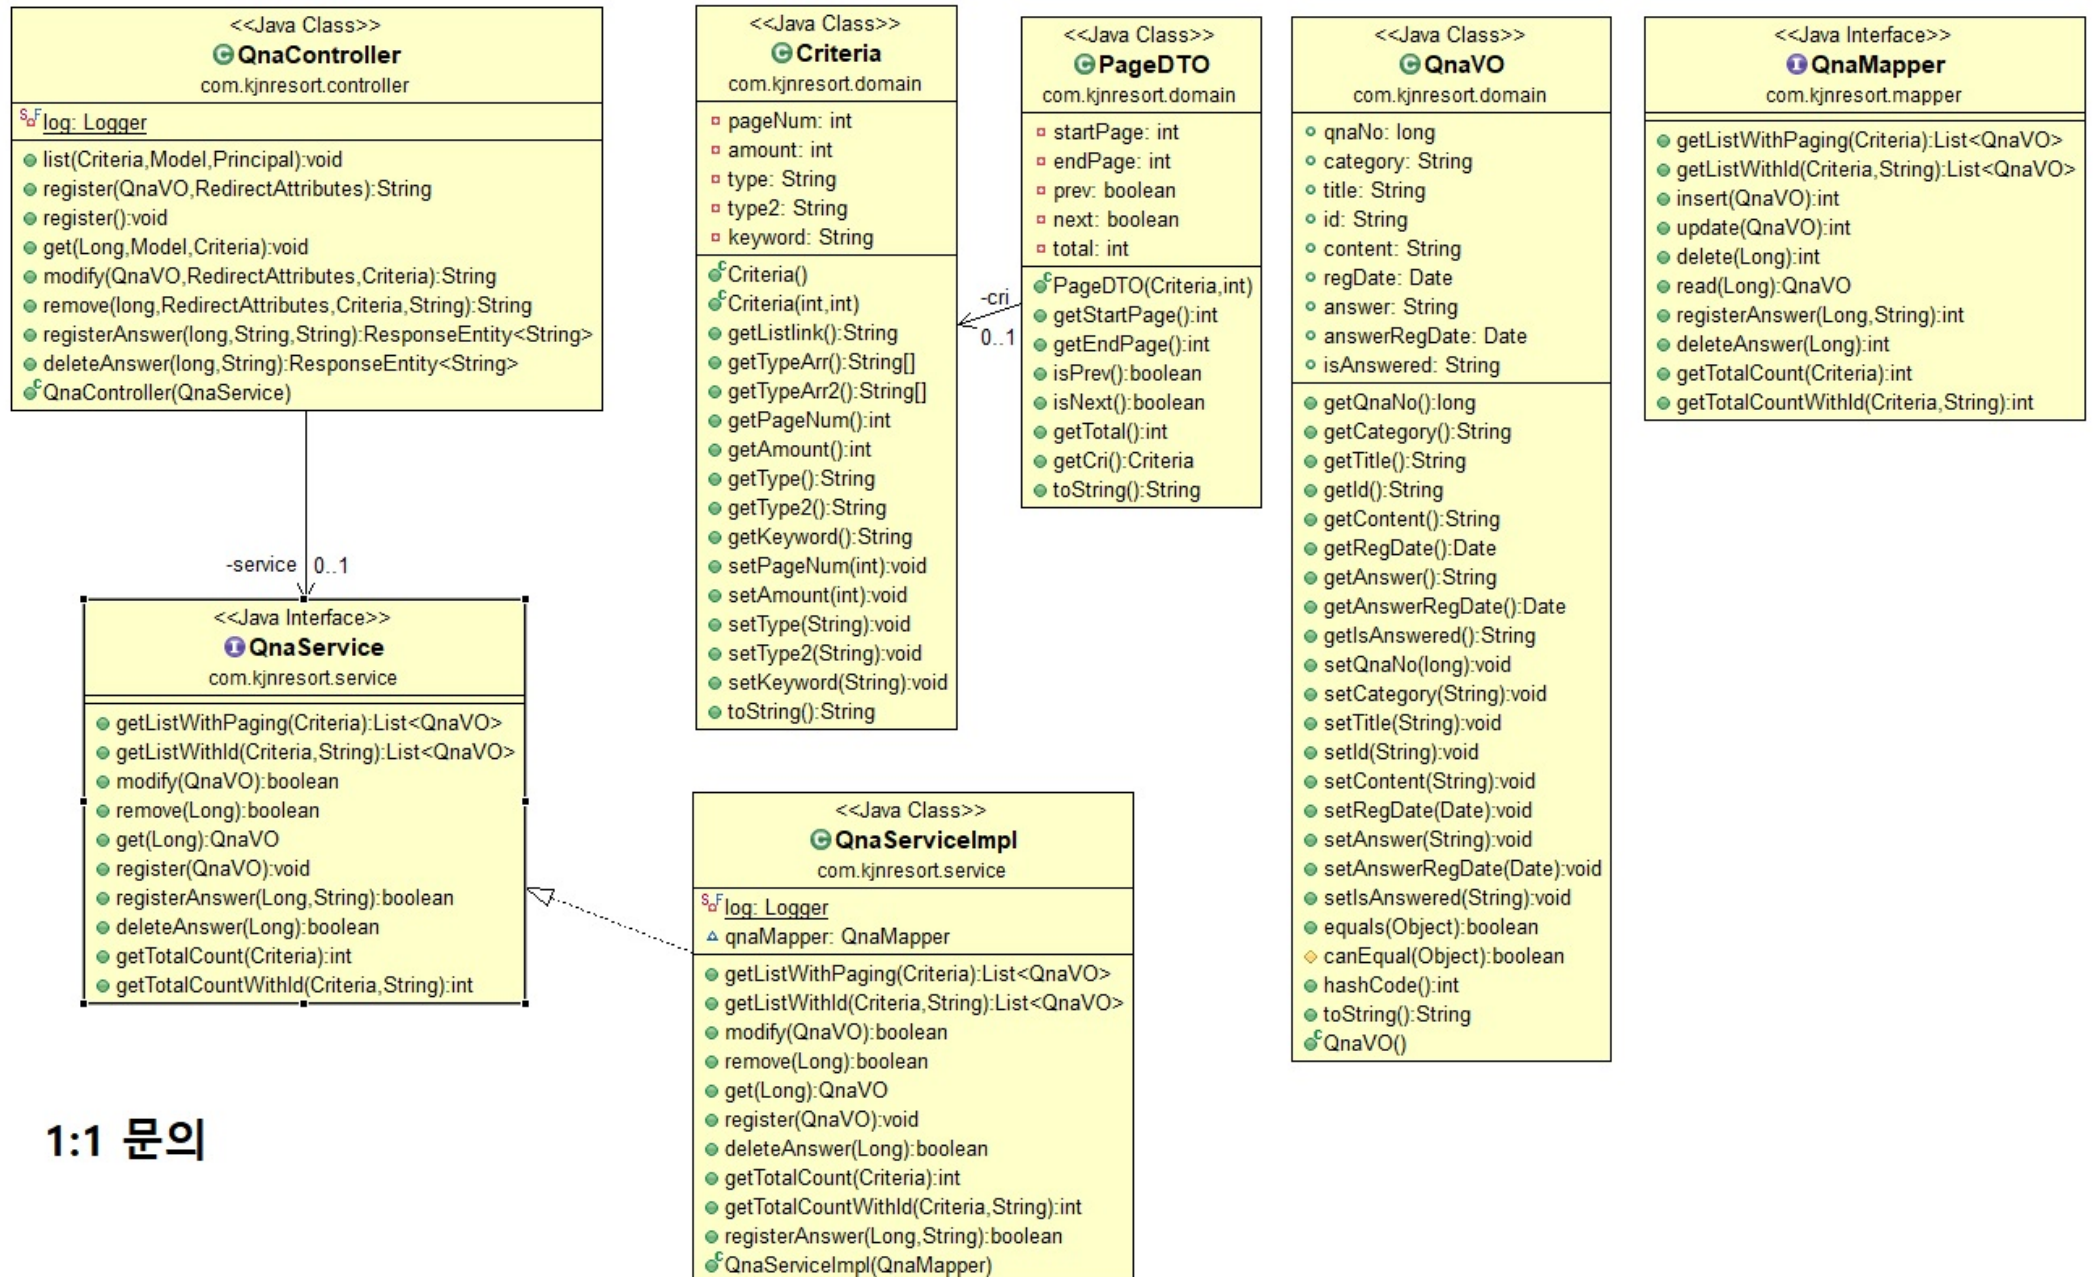 <<Java Class>>
QnaController
com.kjnresort.controller
log: Logger
list(Criteria,Model,Principal):void
register(QnaVO,RedirectAttributes):String
register():void
get(Long,Model,Criteria):void
modify(QnaVO,RedirectAttributes,Criteria):String
remove(long,RedirectAttributes,Criteria,String):String
registerAnswer(long,String,String):ResponseEntity<String>
deleteAnswer(long,String):ResponseEntity<String>
QnaController(QnaService)
-service 0..1
<<Java Interface>>
QnaService
com.kjnresort.service
getListWithPaging(Criteria):List<QnaVO>
getListWithId(Criteria,String):List<QnaVO>
modify(QnaVO):boolean
remove(Long):boolean
get(Long):QnaVO
register(QnaVO):void
registerAnswer(Long,String):boolean
deleteAnswer(Long):boolean
getTotalCount(Criteria):int
getTotalCountWithId(Criteria,String):int
1:1 문의
<<Java Class>>
Criteria
com.kjnresort.domain
pageNum: int
amount: int
type: String
type2: String
keyword: String
Criteria()
Criteria(int,int)
getListlink():String
getTypeArr():String[]
getTypeArr2():String[]
getPageNum():int
getAmount():int
getType():String
getType2():String
getKeyword():String
setPageNum(int):void
setAmount(int):void
setType(String):void
setType2(String):void
setKeyword(String):void
toString():String
-cri
0..1
<<Java Class>>
PageDTO
com.kjnresort.domain
startPage: int
endPage: int
prev: boolean
next: boolean
total: int
PageDTO(Criteria,int)
getStartPage():int
getEndPage():int
isPrev():boolean
isNext():boolean
getTotal():int
getCri():Criteria
toString():String
<<Java Class>>
QnaServiceImpl
com.kjnresort.service
log: Logger
qnaMapper: QnaMapper
getListWithPaging(Criteria):List<QnaVO>
getListWithId(Criteria,String):List<QnaVO>
modify(QnaVO):boolean
remove(Long):boolean
get(Long):QnaVO
register(QnaVO):void
deleteAnswer(Long):boolean
getTotalCount(Criteria):int
getTotalCountWithId(Criteria,String):int
registerAnswer(Long,String):boolean
QnaServiceImpl(QnaMapper)
<<Java Class>>
QnaVO
com.kjnresort.domain
qnaNo: long
category: String
title: String
id: String
content: String
regDate: Date
answer: String
answerRegDate: Date
isAnswered: String
getQnaNo():long
getCategory():String
getTitle():String
getId():String
getContent():String
getRegDate():Date
getAnswer():String
getAnswerRegDate():Date
getIsAnswered():String
setQnaNo(long):void
setCategory(String):void
setTitle(String):void
setId(String):void
setContent(String):void
setRegDate(Date):void
setAnswer(String):void
setAnswerRegDate(Date):void
setIsAnswered(String):void
equals(Object):boolean
canEqual(Object):boolean
hashCode():int
toString():String
QnaVO()
<<Java Interface>>
QnaMapper
com.kjnresort.mapper
getListWithPaging(Criteria):List<QnaVO>
getListWithId(Criteria,String):List<QnaVO>
insert(QnaVO):int
update(QnaVO):int
delete(Long):int
read(Long):QnaVO
registerAnswer(Long,String):int
deleteAnswer(Long):int
getTotalCount(Criteria):int
getTotalCountWithId(Criteria,String):int